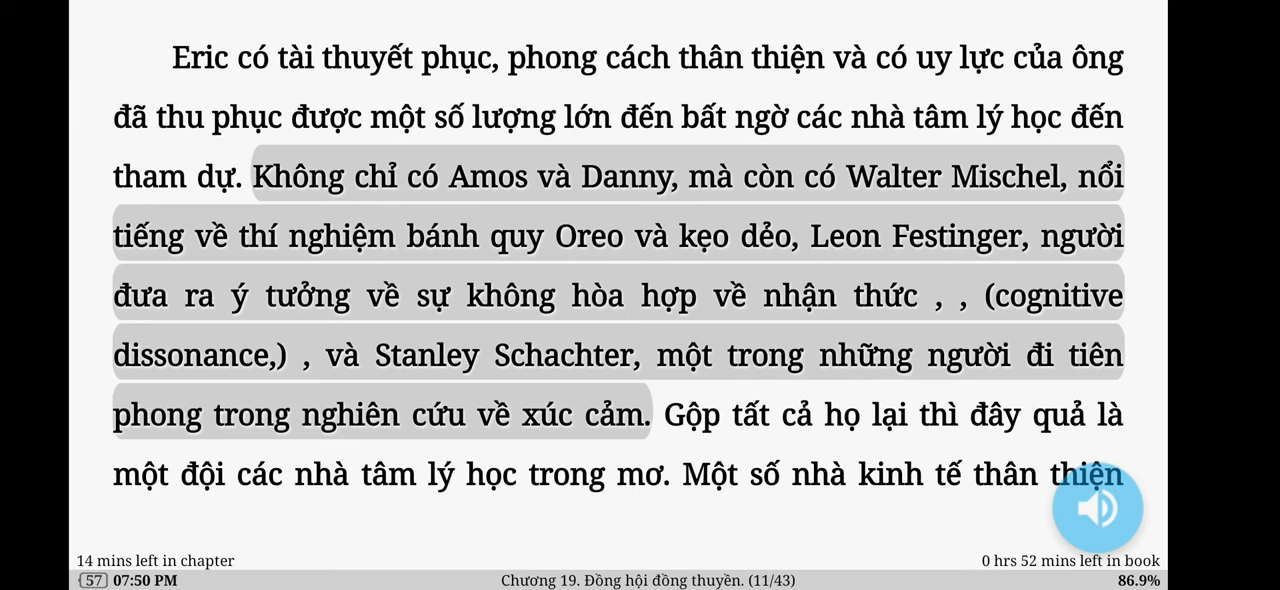 Eric có tài thuyết phục, phong cách thân thiện và có uy lực của ông
đã thu phục được một số lượng lớn đến bất ngờ các nhà tâm lý học đến
tham dự. Không chỉ có Amos và Danny, mà còn có Walter Mischel, nổi
tiếng về thí nghiệm bánh quy Oreo và kẹo dẻo, Leon Festinger, người
đưa ra ý tưởng về sự không hòa hợp về nhận thức , , (cognitive
dissonance,) , và Stanley Schachter, một trong những người đi tiên
phong trong nghiên cứu về xúc cảm. Gộp tất cả họ lại thì đây quả là
một đội các nhà tâm lý học trong mơ. Một số nhà kinh tế thân thiện
14 mins left in chapter 0 hrs 52 mins left in book
57 07:50 PM Chương 19. Đồng hội đồng thuyền. (11/43) 86.9%